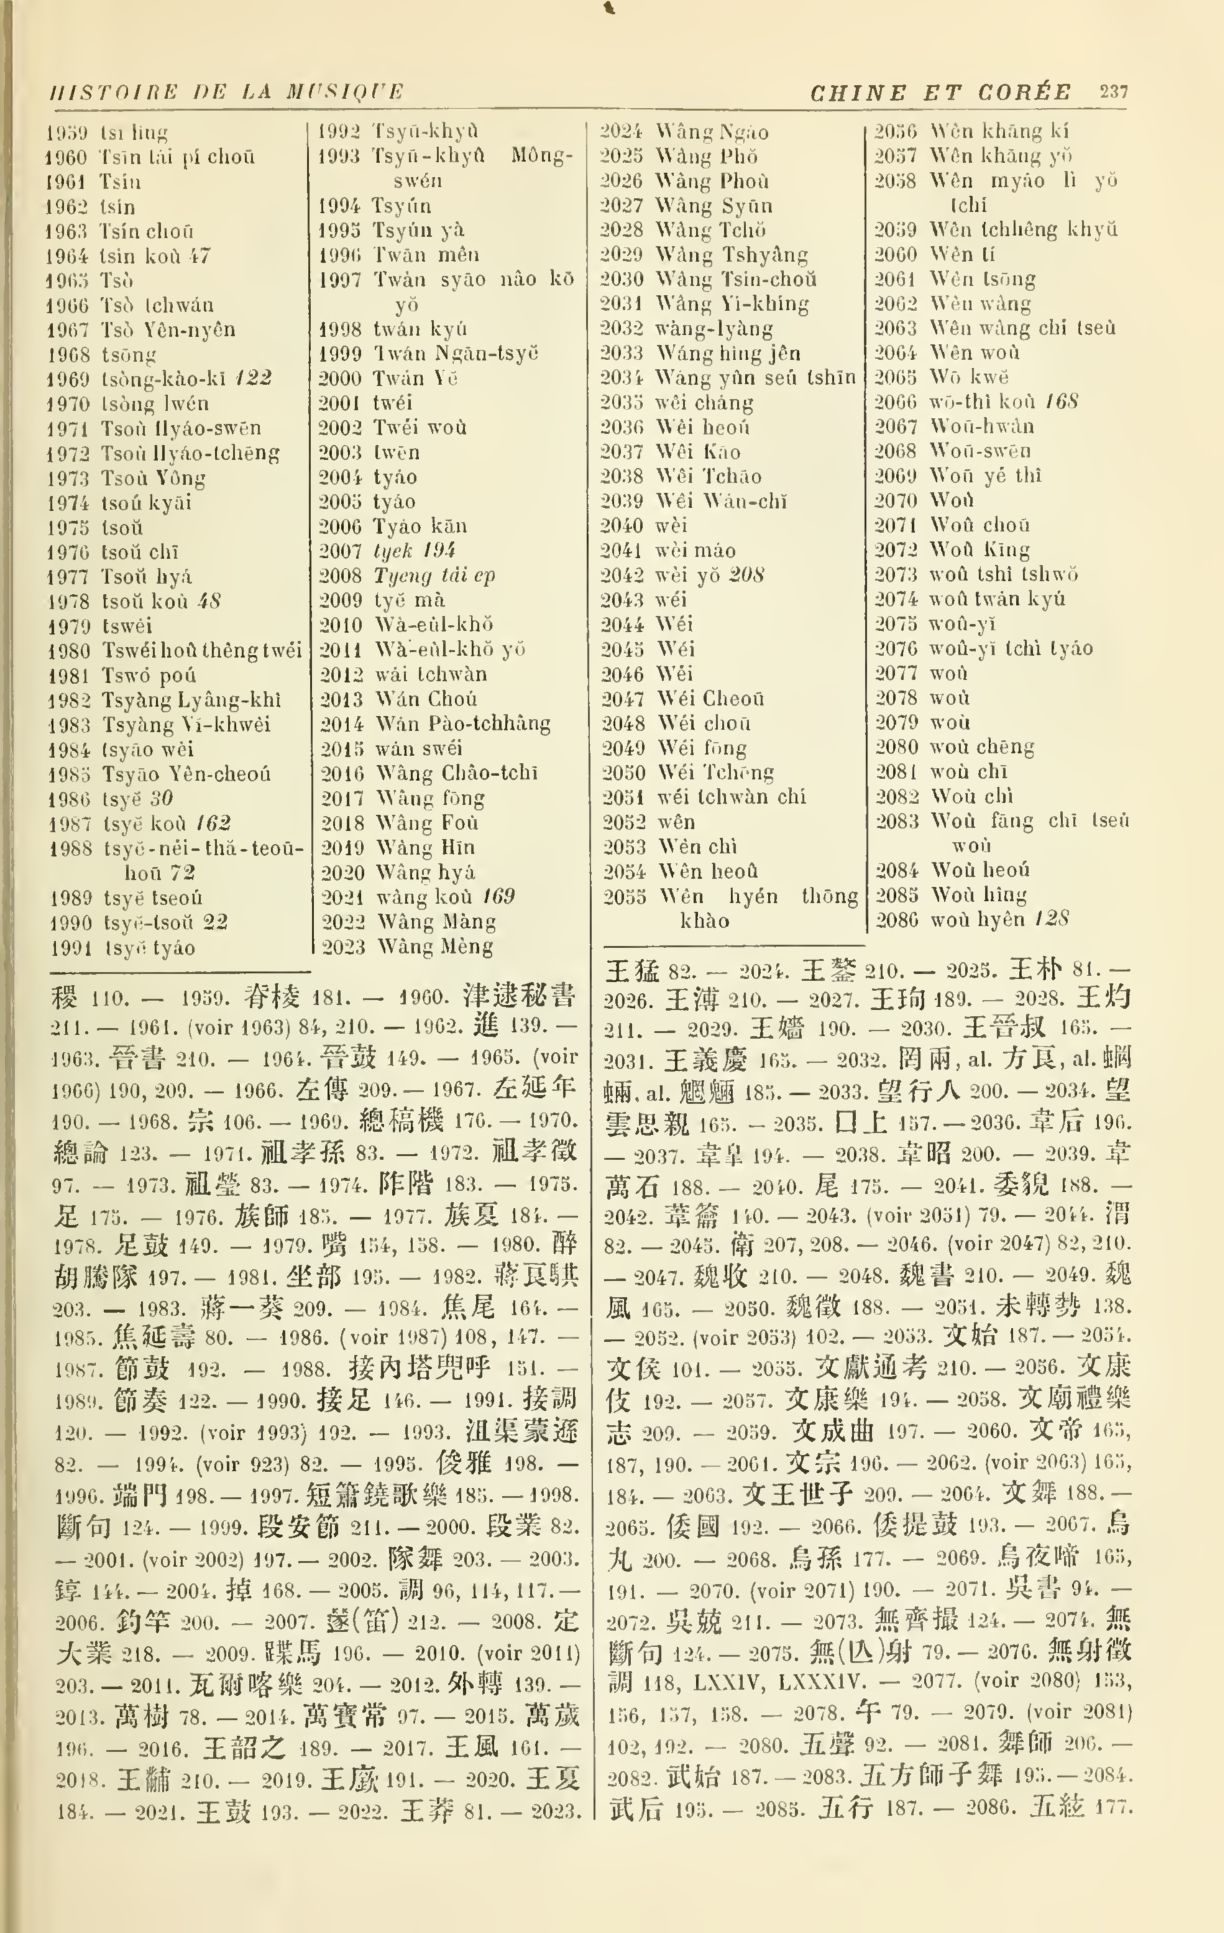 HISTOIRE DE LA MUSIQUE
CHINE ET CORÉE 237
1959 tsi ling
1960 Tsīn tái pí choū
1961 Tsín
1962 tsín
1963 Tsín choū
1964 tsín koù 47
1965 Tsò
1966 Tsò tchwán
1967 Tsò Yên-nyên
1968 tsōng
1969 tsòng-kào-kī 122
1970 tsòng lwén
1971 Tsoù Hyáo-swēn
1972 Tsoù Hyáo-tchēng
1973 Tsoù Yông
1974 tsoú kyāi
1975 tsoŭ
1976 tsoŭ chī
1977 Tsoŭ hyá
1978 tsoŭ koù 48
1979 tswéi
1980 Tswéi hoû thêng twéi
1981 Tswó poú
1982 Tsyàng Lyâng-khì
1983 Tsyàng Yĭ-khwèi
1984 tsyāo wèi
1985 Tsyāo Yên-cheoú
1986 tsyĕ 30
1987 tsyĕ koù 162
1988 tsyĕ-néi-thă-teoū-
hoū 72
1989 tsyĕ tseoú
1990 tsyĕ-tsoŭ 22
1991 tsyĕ tyáo
1992 Tsyū-khyû
1993 Tsyū-khyû Mông-
swén
1994 Tsyún
1995 Tsyún yà
1996 Twān mên
1997 Twàn syāo nâo kō
yŏ
1998 twán kyú
1999 Twán Ngān-tsyĕ
2000 Twán Yĕ
2001 twéi
2002 Twéi woù
2003 twēn
2004 tyáo
2005 tyáo
2006 Tyáo kān
2007 tyek 194
2008 Tyeng tái ep
2009 tyĕ mà
2010 Wà-eùl-khŏ
2011 Wà-eùl-khŏ yŏ
2012 wái tchwàn
2013 Wán Choú
2014 Wán Pào-tchhâng
2015 wán swéi
2016 Wâng Châo-tchī
2017 Wâng fōng
2018 Wâng Foù
2019 Wâng Hīn
2020 Wâng hyá
2021 wâng koù 169
2022 Wâng Màng
2023 Wâng Mèng
稷 110. — 1959. 脊棱 181. — 1960. 津逮秘書
211. — 1961. (voir 1963) 84, 210. — 1962. 進 139. —
1963. 晉書 210. — 1964. 晉鼓 149. — 1965. (voir
1966) 190, 209. — 1966. 左傳 209. — 1967. 左延年
190. — 1968. 宗 106. — 1969. 總稿機 176. — 1970.
總論 123. — 1971. 祖孝孫 83. — 1972. 祖孝徵
97. — 1973. 祖瑩 83. — 1974. 阼階 183. — 1975.
足 175. — 1976. 族師 185. — 1977. 族夏 184. —
1978. 足鼓 149. — 1979. 嘴 154, 158. — 1980. 醉
胡騰隊 197. — 1981. 坐部 195. — 1982. 蔣良騏
203. — 1983. 蔣一葵 209. — 1984. 焦尾 164. —
1985. 焦延壽 80. — 1986. (voir 1987) 108, 147. —
1987. 節鼓 192. — 1988. 接內塔兜呼 151. —
1989. 節奏 122. — 1990. 接足 146. — 1991. 接調
120. — 1992. (voir 1993) 192. — 1993. 沮渠蒙遜
82. — 1994. (voir 923) 82. — 1995. 俊雅 198. —
1996. 端門 198. — 1997. 短簫鐃歌樂 185. — 1998.
斷句 124. — 1999. 段安節 211. — 2000. 段業 82.
— 2001. (voir 2002) 197. — 2002. 隊舞 203. — 2003.
錞 144. — 2004. 掉 168. — 2005. 調 96, 114, 117. —
2006. 釣竿 200. — 2007. 篴(笛) 212. — 2008. 定
大業 218. — 2009. 蹀馬 196. — 2010. (voir 2011)
203. — 2011. 瓦爾喀樂 204. — 2012. 外轉 139. —
2013. 萬樹 78. — 2014. 萬寶常 97. — 2015. 萬歲
196. — 2016. 王韶之 189. — 2017. 王風 161. —
2018. 王黼 210. — 2019. 王廞 191. — 2020. 王夏
184. — 2021. 王鼓 193. — 2022. 王莽 81. — 2023.
2024 Wâng Ngáo
2025 Wâng Phŏ
2026 Wâng Phoù
2027 Wâng Syūn
2028 Wâng Tchŏ
2029 Wâng Tshyâng
2030 Wâng Tsín-choŭ
2031 Wâng Yí-khíng
2032 wàng-lyàng
2033 Wáng hîng jên
2034 Wáng yûn seú tshīn
2035 wêi cháng
2036 Wêi heoú
2037 Wêi Kāo
2038 Wêi Tchāo
2039 Wêi Wán-chĭ
2040 wèi
2041 wèi máo
2042 wèi yŏ 208
2043 wéi
2044 Wéi
2045 Wéi
2046 Wéi
2047 Wéi Cheoū
2048 Wéi choū
2049 Wéi fōng
2050 Wéi Tchēng
2051 wéi tchwàn chí
2052 wên
2053 Wên chì
2054 Wên heoû
2055 Wên hyén thōng
khào
2056 Wên khāng kí
2057 Wên khāng yŏ
2058 Wên myáo lì yŏ
tchí
2059 Wên tchhêng khyŭ
2060 Wên tí
2061 Wên tsōng
2062 Wên wâng
2063 Wên wâng chí tseù
2064 Wên woù
2065 Wō kwĕ
2066 wō-thî koù 168
2067 Woū-hwân
2068 Woū-swēn
2069 Woū yé thî
2070 Woû
2071 Woû choū
2072 Woû Kīng
2073 woû tshî tshwŏ
2074 woû twán kyú
2075 woû-yĭ
2076 woû-yĭ tchì tyáo
2077 woù
2078 woù
2079 woù
2080 woù chēng
2081 woù chī
2082 Woù chì
2083 Woù fāng chī tseù
woù
2084 Woù heoú
2085 Woù hîng
2086 woù hyên 128
王猛 82. — 2024. 王鏊 210. — 2025. 王朴 81. —
2026. 王溥 210. — 2027. 王珣 189. — 2028. 王灼
211. — 2029. 王嬙 190. — 2030. 王晉叔 165. —
2031. 王義慶 165. — 2032. 罔兩, al. 方良, al. 蝄
蜽, al. 魍魎 185. — 2033. 望行人 200. — 2034. 望
雲思親 165. — 2035. 囗上 157. — 2036. 韋后 196.
— 2037. 韋皐 194. — 2038. 韋昭 200. — 2039. 韋
萬石 188. — 2040. 尾 175. — 2041. 委貌 188. —
2042. 葦籥 140. — 2043. (voir 2051) 79. — 2044. 渭
82. — 2045. 衛 207, 208. — 2046. (voir 2047) 82, 210.
— 2047. 魏收 210. — 2048. 魏書 210. — 2049. 魏
風 165. — 2050. 魏徵 188. — 2051. 未轉勢 138.
— 2052. (voir 2053) 102. — 2053. 文始 187. — 2054.
文侯 101. — 2055. 文獻通考 210. — 2056. 文康
伎 192. — 2057. 文康樂 194. — 2058. 文廟禮樂
志 209. — 2059. 文成曲 197. — 2060. 文帝 165,
187, 190. — 2061. 文宗 196. — 2062. (voir 2063) 165,
184. — 2063. 文王世子 209. — 2064. 文舞 188. —
2065. 倭國 192. — 2066. 倭提鼓 193. — 2067. 烏
丸 200. — 2068. 烏孫 177. — 2069. 烏夜啼 165,
191. — 2070. (voir 2071) 190. — 2071. 吳書 94. —
2072. 吳兢 211. — 2073. 無齊撮 124. — 2074. 無
斷句 124. — 2075. 無(亾)射 79. — 2076. 無射徵
調 118, LXXIV, LXXXIV. — 2077. (voir 2080) 153,
156, 157, 158. — 2078. 午 79. — 2079. (voir 2081)
102, 192. — 2080. 五聲 92. — 2081. 舞師 206. —
2082. 武始 187. — 2083. 五方師子舞 195. — 2084.
武后 195. — 2085. 五行 187. — 2086. 五絃 177.